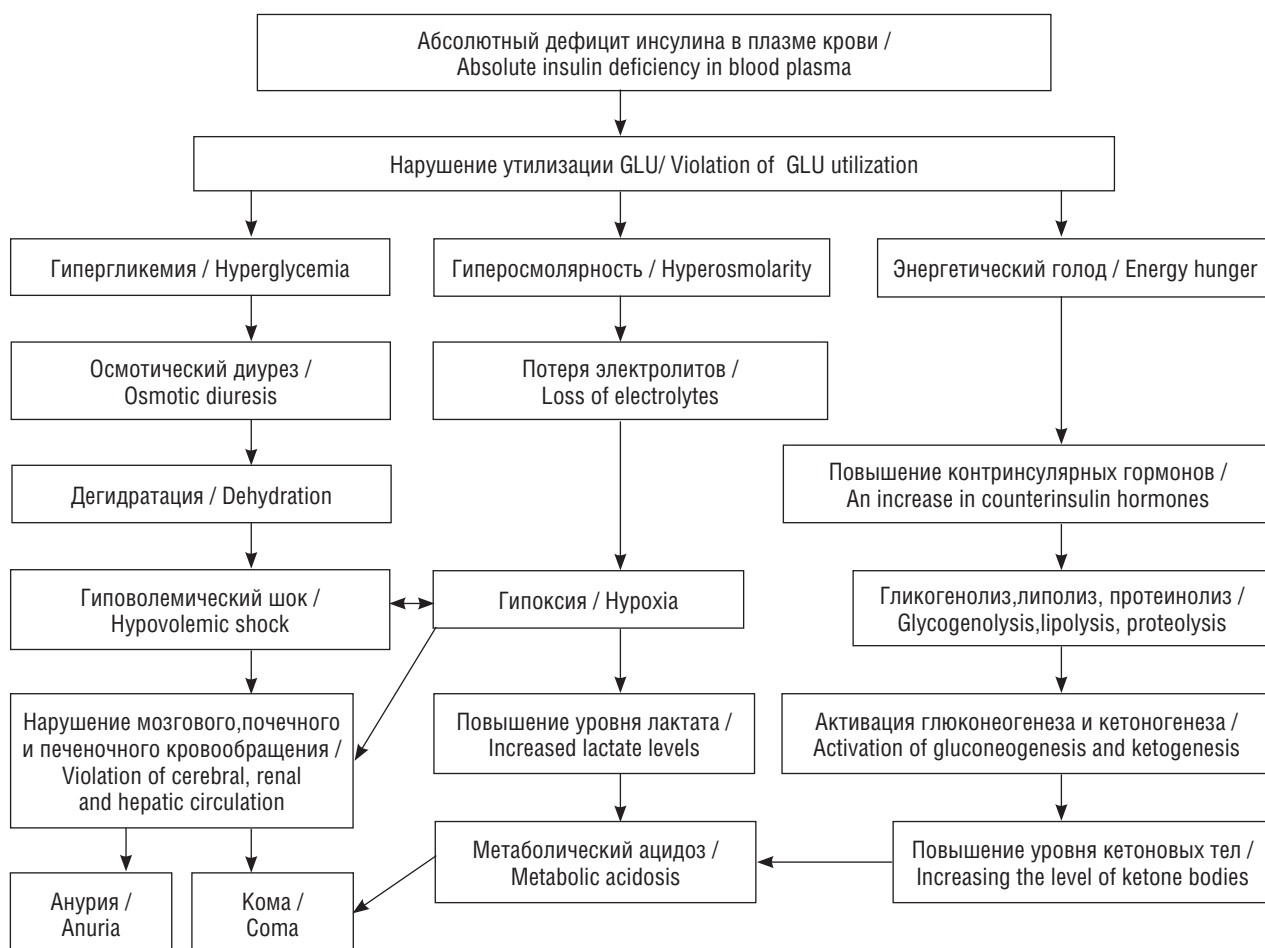 Абсолютный дефицит инсулина в плазме крови /
Absolute insulin deficiency in blood plasma
Нарушение утилизации GLU/ Violation of GLU utilization
Гипергликемия / Hyperglycemia
Гиперосмолярность / Hyperosmolarity
Энергетический голод / Energy hunger
Осмотический диурез /
Osmotic diuresis
Потеря электролитов /
Loss of electrolytes
Дегидратация / Dehydration
Повышение контринсулярных гормонов /
An increase in counterinsulin hormones
Гиповолемический шок /
Hypovolemic shock
Гипоксия / Hypoxia
Гликогенолиз,липолиз, протеинолиз /
Glycogenolysis,lipolysis, proteolysis
Нарушение мозгового,почечного
и печеночного кровообращения /
Violation of cerebral, renal
and hepatic circulation
Повышение уровня лактата /
Increased lactate levels
Активация глюконеогенеза и кетоногенеза /
Activation of gluconeogenesis and ketogenesis
Анурия /
Anuria
Кома /
Coma
Метаболический ацидоз /
Metabolic acidosis
Повышение уровня кетоновых тел /
Increasing the level of ketone bodies